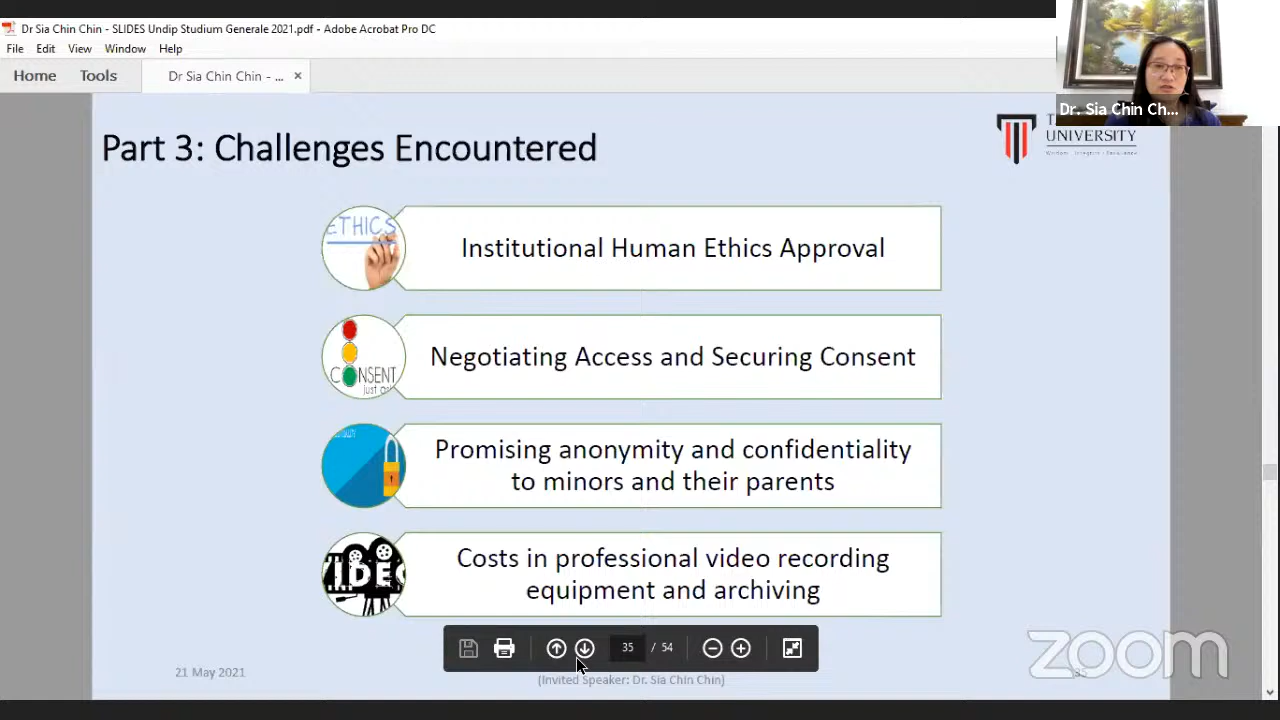 Dr Sia Chin Chin - SLIDES Undip Studium Generale 2021.pdf - Adobe Acrobat Pro DC
File Edit View Window Help
Home Tools Dr Sia Chin Chin - ... ×
Dr. Sia Chin Ch...
UNIVERSITY
Part 3: Challenges Encountered
ETHICS
Institutional Human Ethics Approval
CONSENT
Negotiating Access and Securing Consent
Promising anonymity and confidentiality
to minors and their parents
VIDEO
Costs in professional video recording
equipment and archiving
35 / 54
zoom
21 May 2021
(Invited Speaker: Dr. Sia Chin Chin)
35